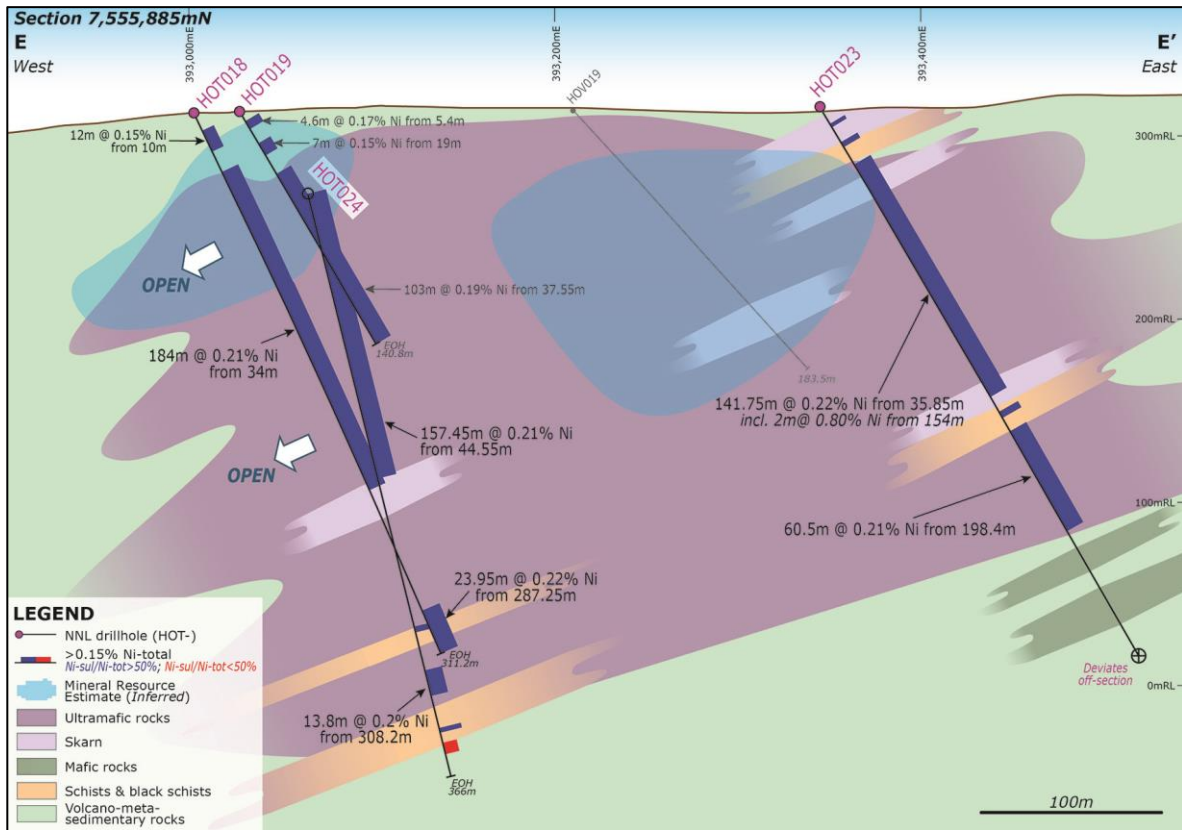 Section 7,555,885mN
E
West
393,000mE
393,200mE
393,400mE
E’
East
HOT018
HOT019
HOV019
HOT023
12m @ 0.15% Ni
from 10m
4.6m @ 0.17% Ni from 5.4m
7m @ 0.15% Ni from 19m
HOT024
300mRL
OPEN
103m @ 0.19% Ni from 37.55m
200mRL
EOH
140.8m
184m @ 0.21% Ni
from 34m
183.5m
141.75m @ 0.22% Ni from 35.85m
incl. 2m@ 0.80% Ni from 154m
157.45m @ 0.21% Ni
from 44.55m
OPEN
100mRL
60.5m @ 0.21% Ni from 198.4m
23.95m @ 0.22% Ni
from 287.25m
EOH
311.2m
Deviates
off-section
0mRL
13.8m @ 0.2% Ni
from 308.2m
EOH
366m
LEGEND
NNL drillhole (HOT-)
>0.15% Ni-total
Ni-sul/Ni-tot>50%; Ni-sul/Ni-tot<50%
Mineral Resource
Estimate (Inferred)
Ultramafic rocks
Skarn
Mafic rocks
Schists & black schists
Volcano-meta-
sedimentary rocks
100m